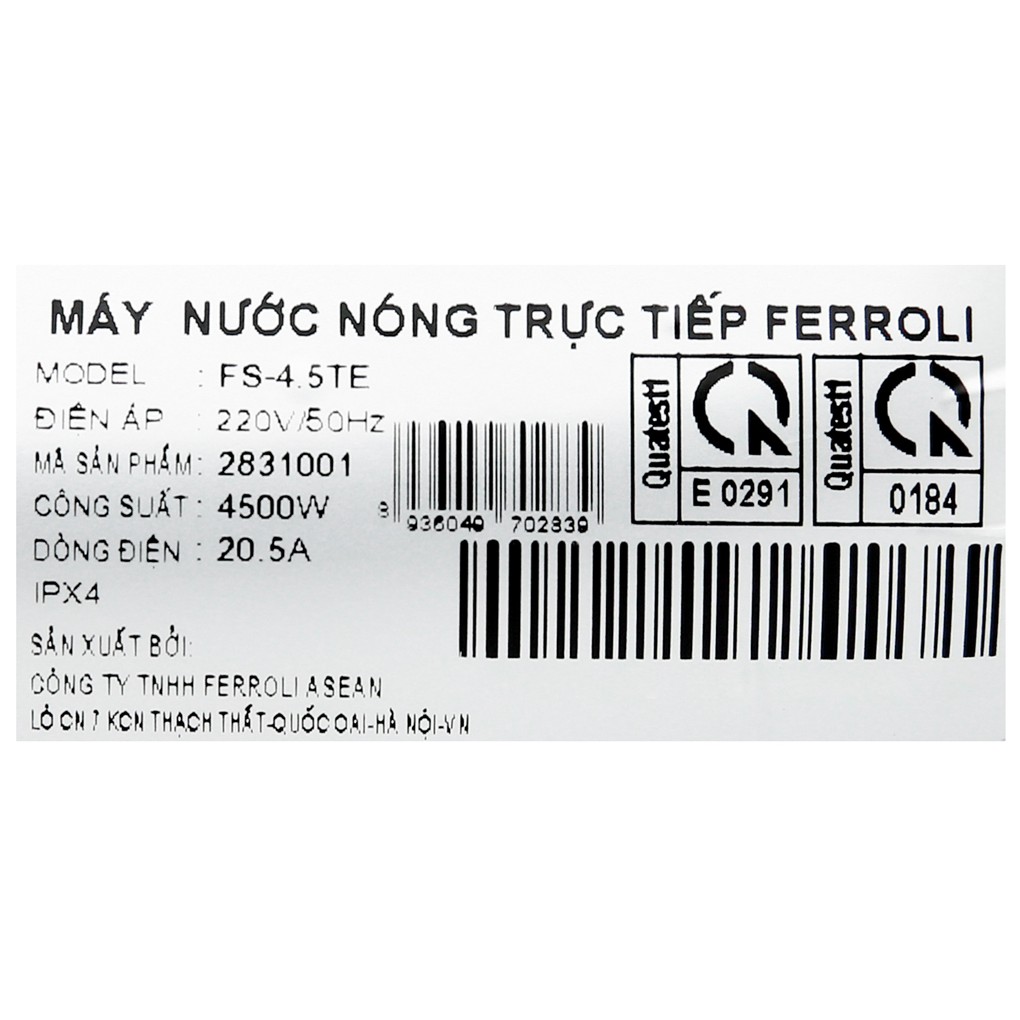 MÁY NƯỚC NÓNG TRỰC TIẾP FERROLI
MODEL : FS-4.5TE
ĐIỆN ÁP : 220V/50Hz
MÃ SẢN PHẨM: 2831001
CÔNG SUẤT : 4500W
DÒNG ĐIỆN : 20.5A
IPX4
8 936040 702839
Quatest1
E 0291
Quatest1
0184
SẢN XUẤT BỞI:
CÔNG TY TNHH FERROLI ASEAN
LÔ CN 7 KCN THẠCH THẤT-QUỐC OAI-HÀ NỘI-VN